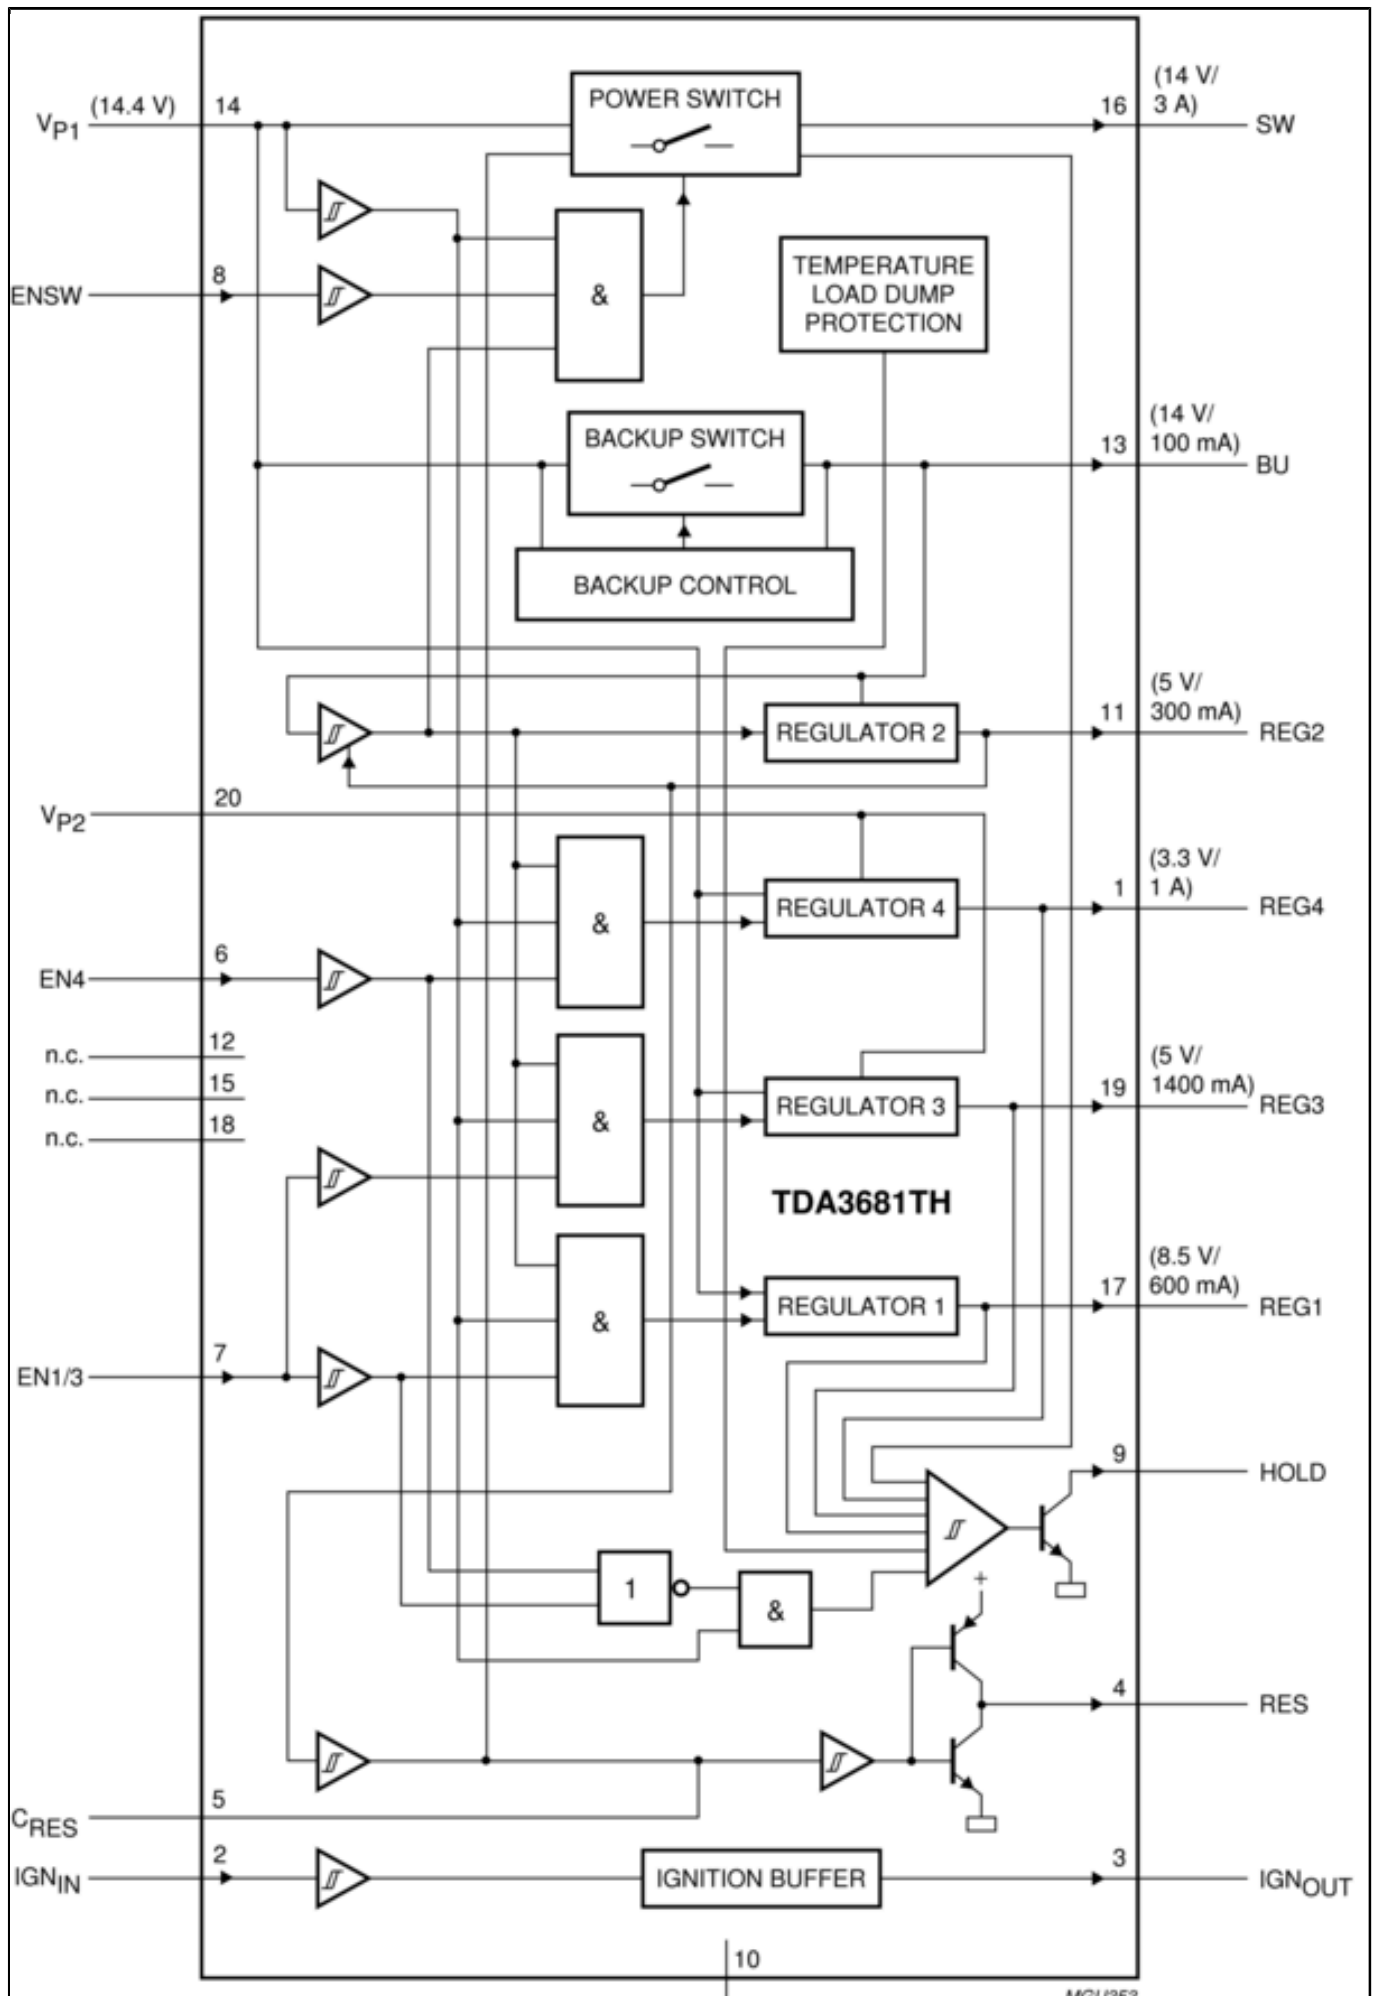 (14.4 V)
VP1
14
POWER SWITCH
(14 V/
3 A)
16
SW
8
ENSW
&
TEMPERATURE
LOAD DUMP
PROTECTION
BACKUP SWITCH
(14 V/
100 mA)
13
BU
BACKUP CONTROL
(5 V/
300 mA)
11
REGULATOR 2
REG2
20
VP2
(3.3 V/
1 A)
1
REGULATOR 4
REG4
&
6
EN4
12
n.c.
15
n.c.
18
n.c.
(5 V/
1400 mA)
19
REGULATOR 3
REG3
&
TDA3681TH
(8.5 V/
600 mA)
17
REGULATOR 1
REG1
&
7
EN1/3
9
HOLD
1
&
+
4
RES
5
CRES
2
IGNIN
IGNITION BUFFER
3
IGNOUT
10